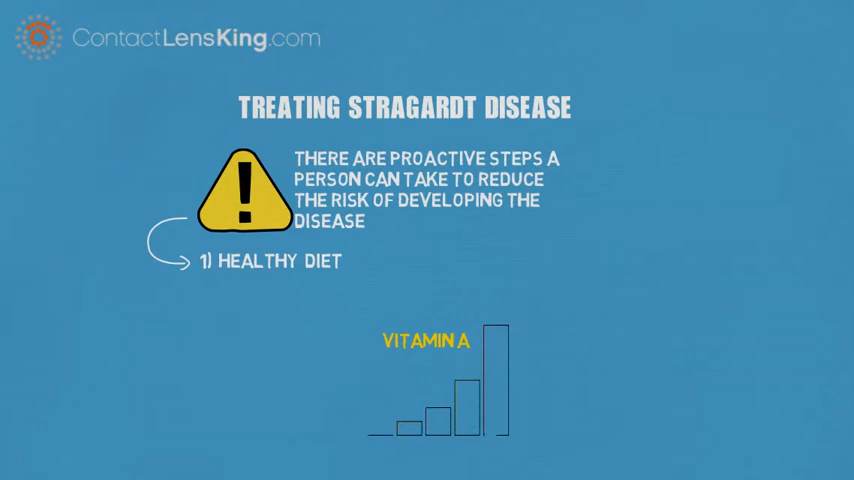 ContactLensKing.com
TREATING STRAGARDT DISEASE
THERE ARE PROACTIVE STEPS A
PERSON CAN TAKE TO REDUCE
THE RISK OF DEVELOPING THE
DISEASE
1) HEALTHY DIET
VITAMIN A